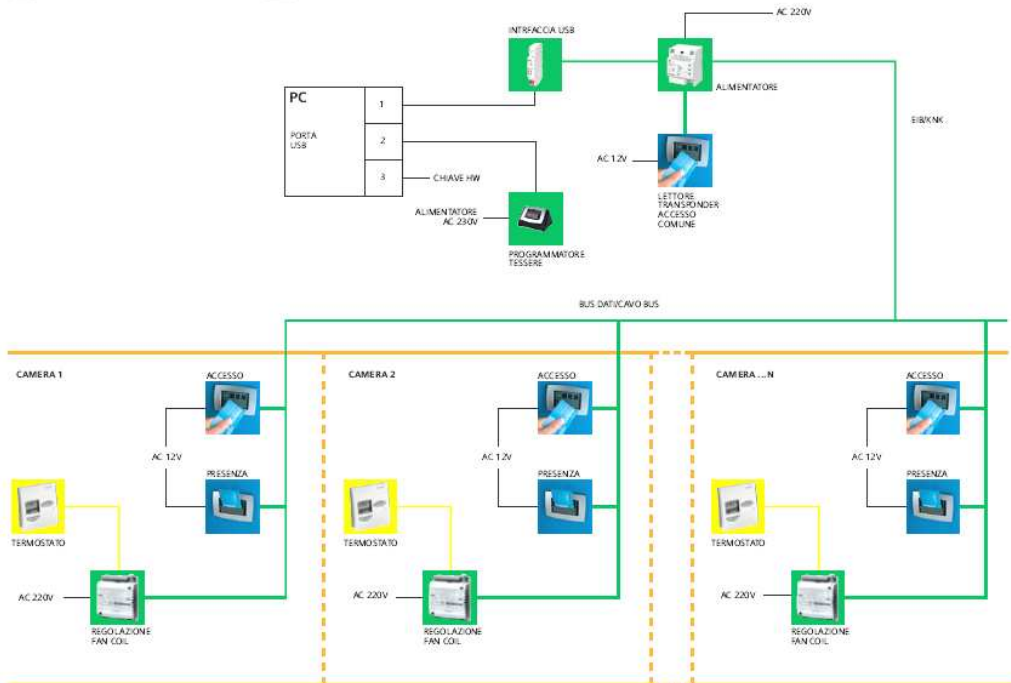 AC 220V
INTRFACCIA USB
ALIMENTATORE
EIB/KNK
PC
PORTA
USB
1
2
3
CHIAVE HW
AC 12V
LETTORE
TRANSPONDER
ACCESSO
COMUNE
ALIMENTATORE
AC 230V
PROGRAMMATORE
TESSERE
BUS DATI/CAVO BUS
CAMERA 1
ACCESSO
AC 12V
PRESENZA
TERMOSTATO
AC 220V
REGOLAZIONE
FAN COIL
CAMERA 2
ACCESSO
AC 12V
PRESENZA
TERMOSTATO
AC 220V
REGOLAZIONE
FAN COIL
CAMERA ...N
ACCESSO
AC 12V
PRESENZA
TERMOSTATO
AC 220V
REGOLAZIONE
FAN COIL